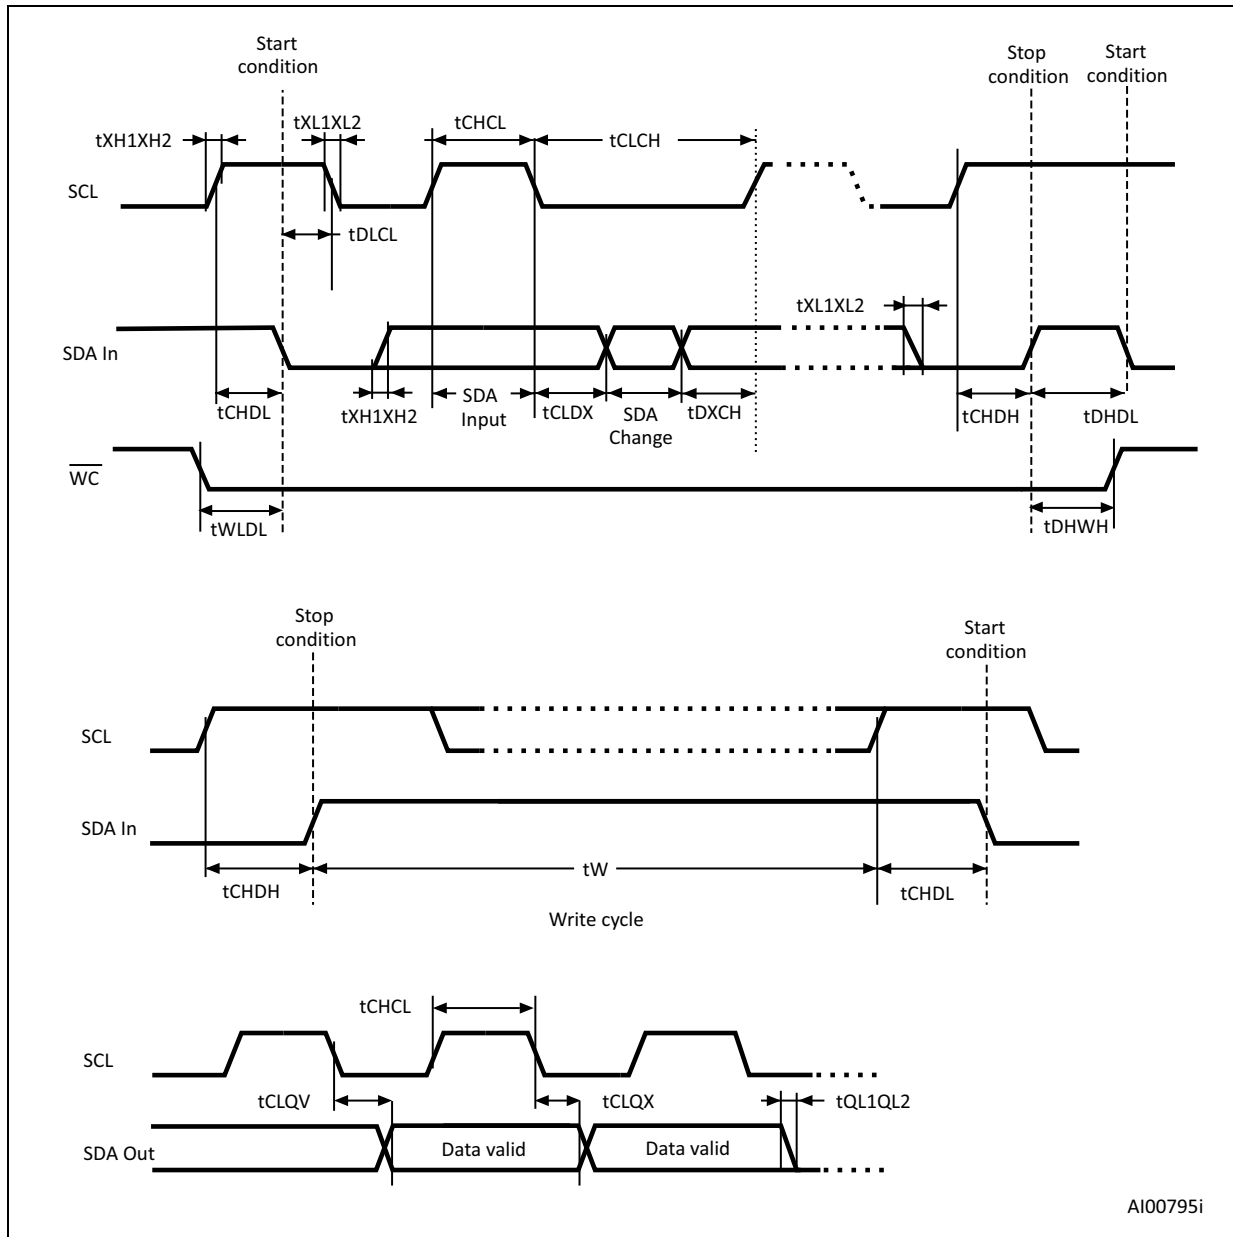 Start
condition
Stop
condition
Start
condition
tXH1XH2
tXL1XL2
tCHCL
tCLCH
SCL
tDLCL
tXL1XL2
SDA In
tCHDL
tXH1XH2
SDA
Input
tCLDX
SDA
Change
tDXCH
tCHDH
tDHDL
WC
tWLDL
tDHWH
Stop
condition
Start
condition
SCL
SDA In
tCHDH
tW
tCHDL
Write cycle
tCHCL
SCL
tCLQV
tCLQX
tQL1QL2
SDA Out
Data valid
Data valid
AI00795i